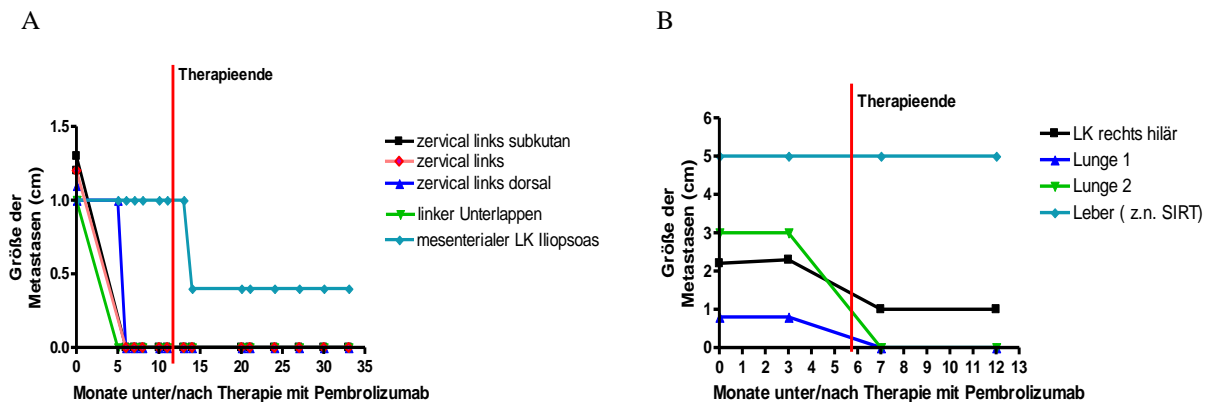 A
Therapieende
Größe der
Metastasen (cm)
1.5
1.0
0.5
0.0
0 5 10 15 20 25 30 35
Monate unter/nach Therapie mit Pembrolizumab
zervical links subkutan
zervical links
zervical links dorsal
linker Unterlappen
mesenterialer LK Iliopsoas
B
Therapieende
Größe der
Metastasen (cm)
6
5
4
3
2
1
0
0 1 2 3 4 5 6 7 8 9 10 11 12 13
Monate unter/nach Therapie mit Pembrolizumab
LK rechts hilär
Lunge 1
Lunge 2
Leber ( z.n. SIRT)